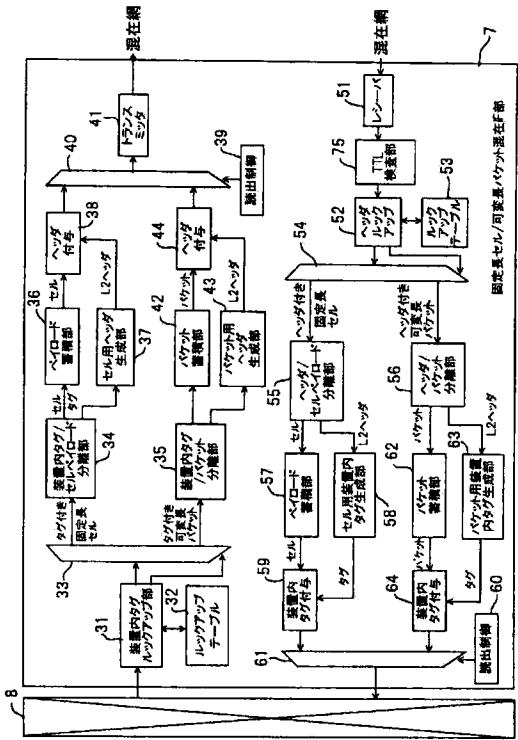 8
31
装置内タグ
ルックアップ部
32
ルックアップ
テーブル
33
タグ付き
固定長
セル
タグ付き
可変長
パケット
34
装置内タグ/
セルペイロード
分離部
セル
タグ
36
ペイロード
蓄積部
セル
37
セル用ヘッダ
生成部
L2ヘッダ
38
ヘッダ
付与
35
装置内タグ
/パケット
分離部
42
パケット
蓄積部
パケット
43
パケット用ヘッダ
生成部
L2ヘッダ
44
ヘッダ
付与
39
読出制御
40
41
トランス
ミッタ
混在網
混在網
51
レシーバ
75
TTL
検査部
52
ヘッダ
ルック
アップ
53
ルック
アップ
テーブル
54
ヘッダ付き
固定長
セル
ヘッダ付き
可変長
パケット
55
ヘッダ/
セルペイロード
分離部
セル
L2ヘッダ
56
ヘッダ/
パケット
分離部
パケット
L2ヘッダ
57
ペイロード
蓄積部
セル
58
セル用装置内
タグ生成部
タグ
59
装置内
タグ付与
62
パケット
蓄積部
パケット
63
パケット用装置
内タグ生成部
タグ
64
装置内
タグ付与
60
読出制御
61
7
固定長セル/可変長パケット混在IF部